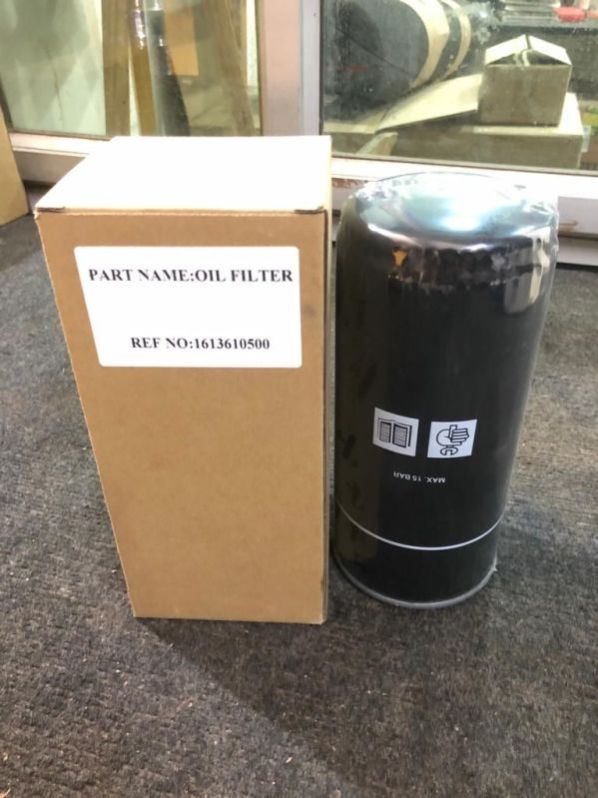 PART NAME:OIL FILTER
REF NO:1613610500
MAX. 15 BAR